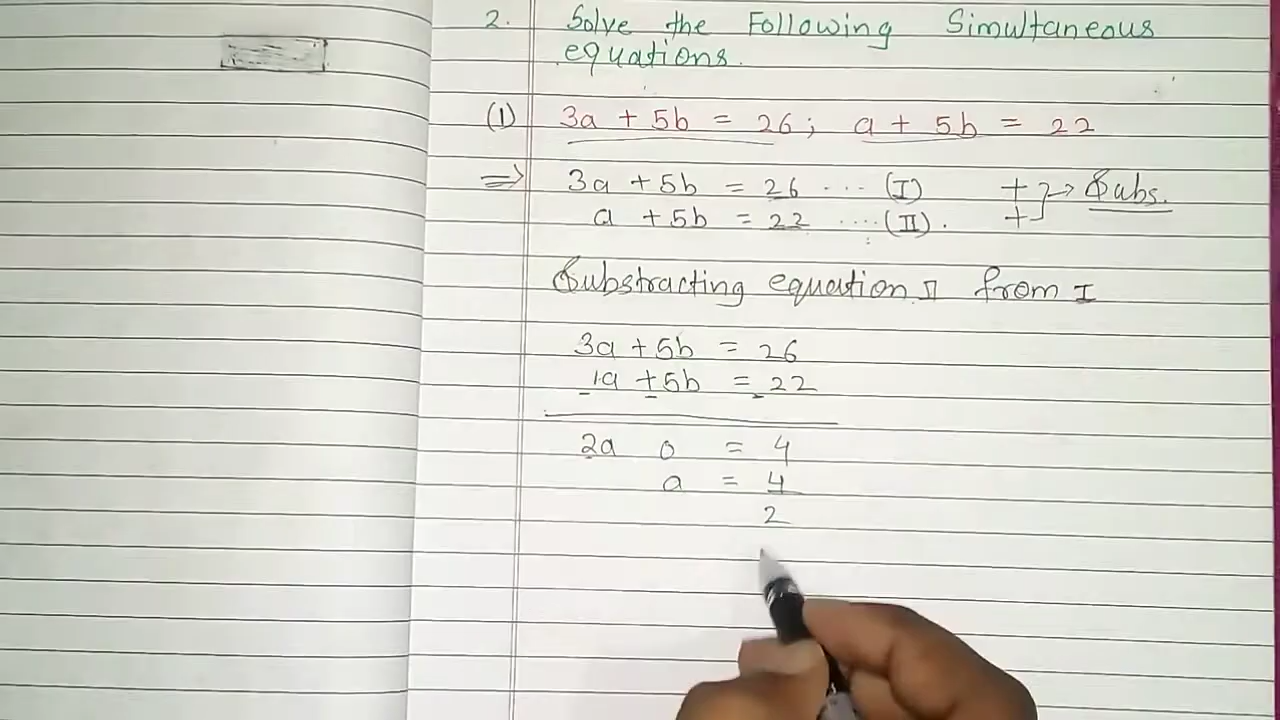 2. Solve the Following Simultaneous
equations.
(1) 3a + 5b = 26; a + 5b = 22
⇒ 3a + 5b = 26 ... (I) + → Subs.
a + 5b = 22 ....(II). +
Substracting equation II from I
3a + 5b = 26
1a + 5b = 22
- - -
2a 0 = 4
a = 4
2